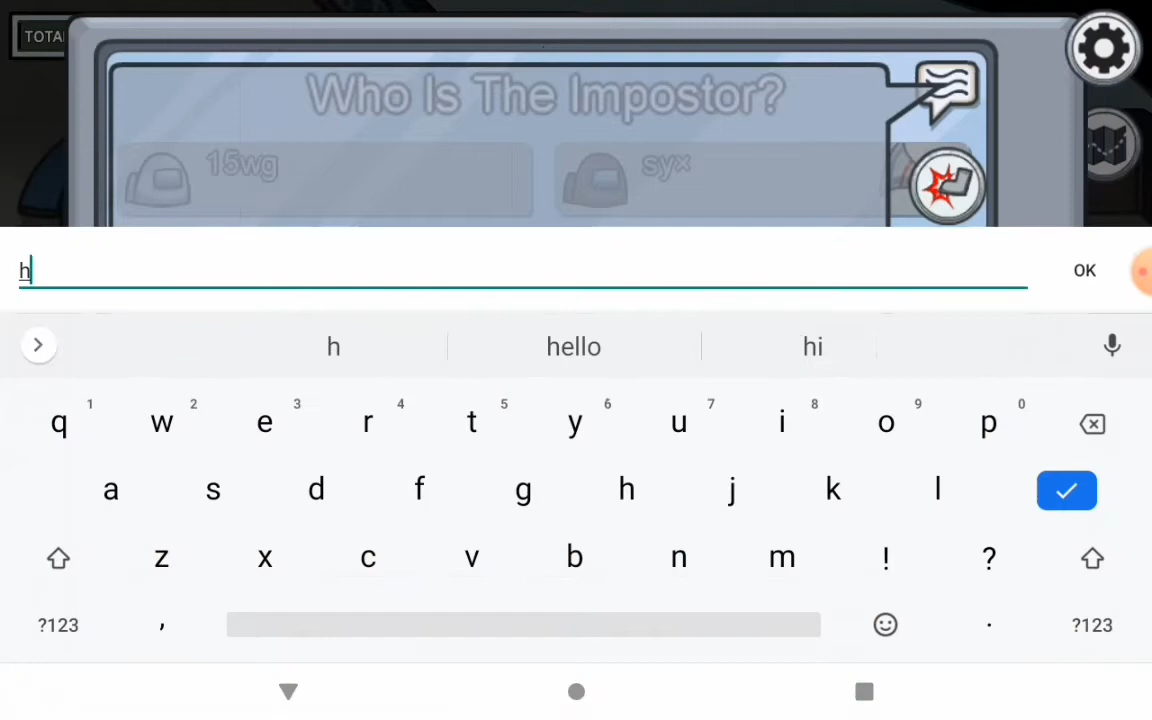 TOTA
Who Is The Impostor?
15wg syx
h
OK
h hello hi
1 2 3 4 5 6 7 8 9 0
q w e r t y u i o p
a s d f g h j k l
z x c v b n m ! ?
?123 , . ?123